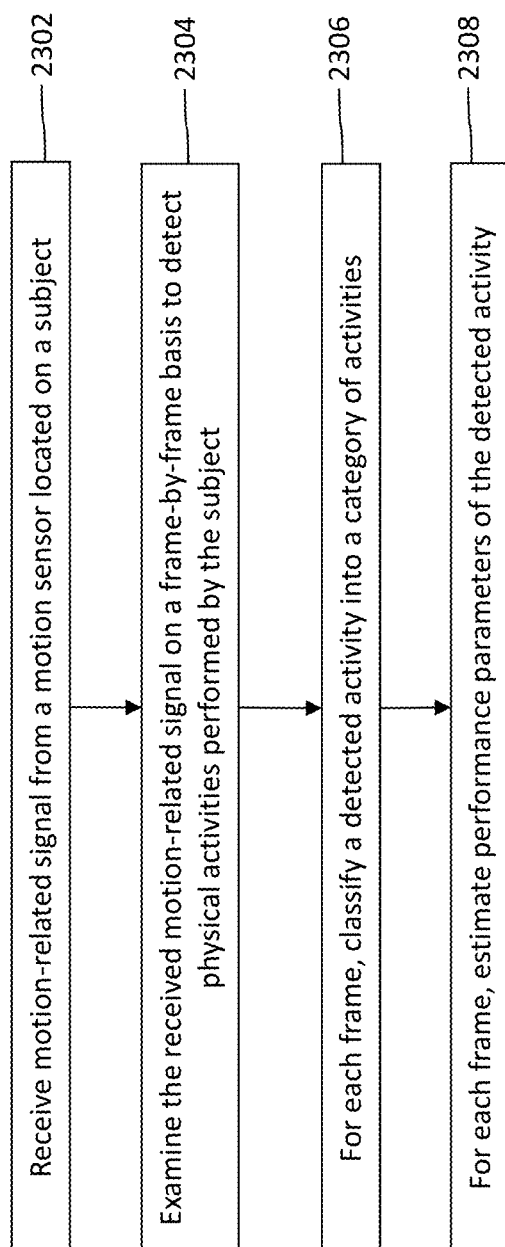 Receive motion-related signal from a motion sensor located on a subject
2302
Examine the received motion-related signal on a frame-by-frame basis to detect
physical activities performed by the subject
2304
For each frame, classify a detected activity into a category of activities
2306
For each frame, estimate performance parameters of the detected activity
2308